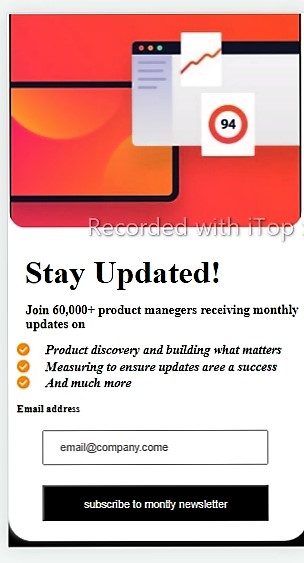 94
Recorded with iTop
Stay Updated!
Join 60,000+ product manegers receiving monthly
updates on
Product discovery and building what matters
Measuring to ensure updates aree a success
And much more
Email address
email@company.come
subscribe to montly newsletter